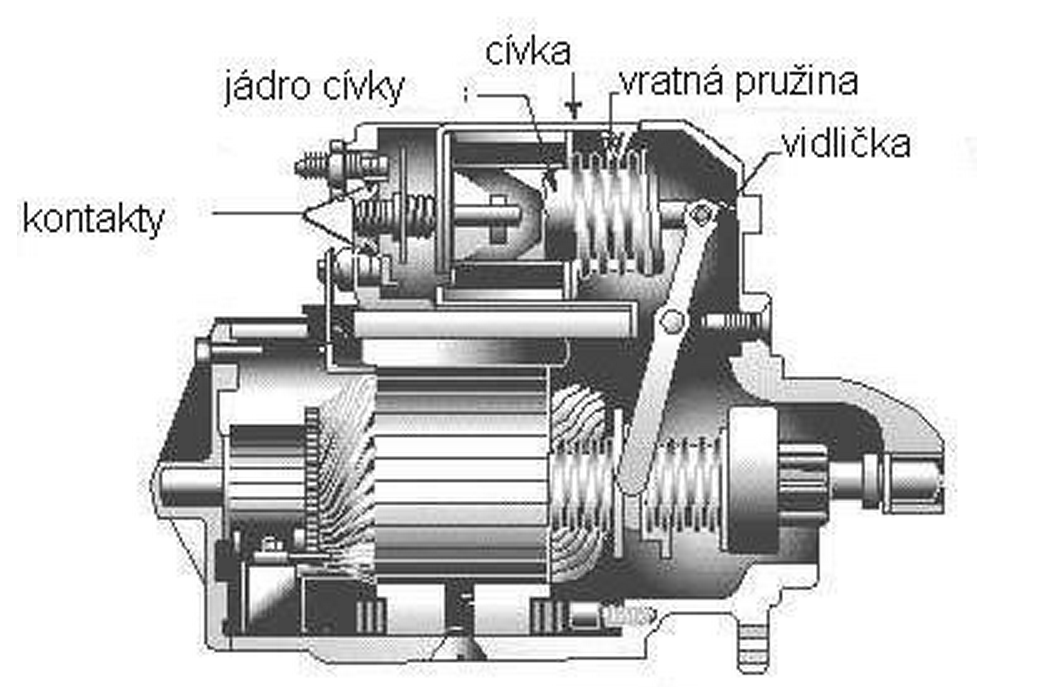 cívka
jádro cívky
vratná pružina
vidlička
kontakty